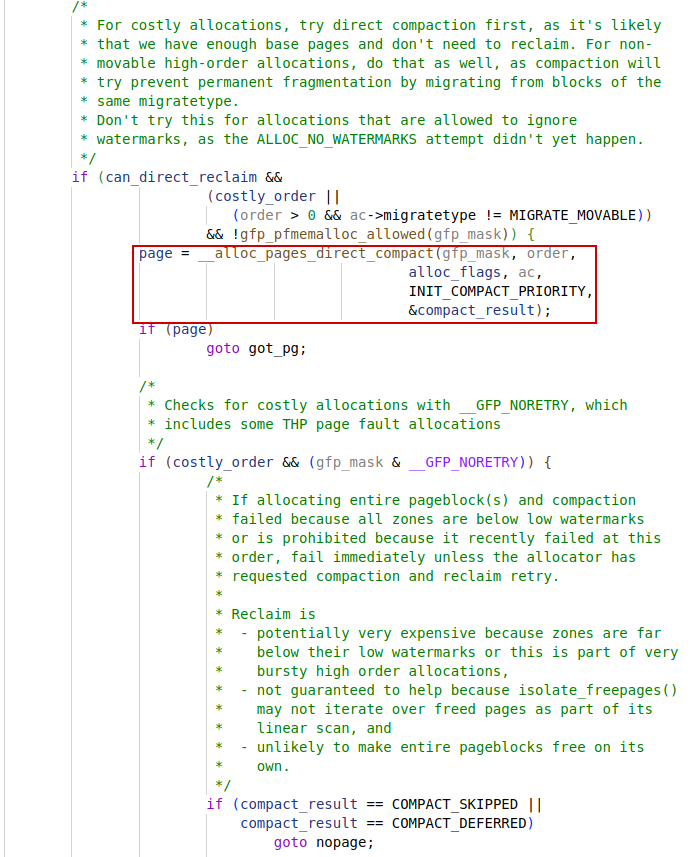 /*
 * For costly allocations, try direct compaction first, as it's likely
 * that we have enough base pages and don't need to reclaim. For non-
 * movable high-order allocations, do that as well, as compaction will
 * try prevent permanent fragmentation by migrating from blocks of the
 * same migratetype.
 * Don't try this for allocations that are allowed to ignore
 * watermarks, as the ALLOC_NO_WATERMARKS attempt didn't yet happen.
 */
if (can_direct_reclaim &&
(costly_order ||
(order > 0 && ac->migratetype != MIGRATE_MOVABLE))
&& !gfp_pfmemalloc_allowed(gfp_mask)) {
page = __alloc_pages_direct_compact(gfp_mask, order,
alloc_flags, ac,
INIT_COMPACT_PRIORITY,
&compact_result);
if (page)
goto got_pg;
/*
 * Checks for costly allocations with __GFP_NORETRY, which
 * includes some THP page fault allocations
 */
if (costly_order && (gfp_mask & __GFP_NORETRY)) {
/*
 * If allocating entire pageblock(s) and compaction
 * failed because all zones are below low watermarks
 * or is prohibited because it recently failed at this
 * order, fail immediately unless the allocator has
 * requested compaction and reclaim retry.
 *
 * Reclaim is
 *  - potentially very expensive because zones are far
 *    below their low watermarks or this is part of very
 *    bursty high order allocations,
 *  - not guaranteed to help because isolate_freepages()
 *    may not iterate over freed pages as part of its
 *    linear scan, and
 *  - unlikely to make entire pageblocks free on its
 *    own.
 */
if (compact_result == COMPACT_SKIPPED ||
compact_result == COMPACT_DEFERRED)
goto nopage;